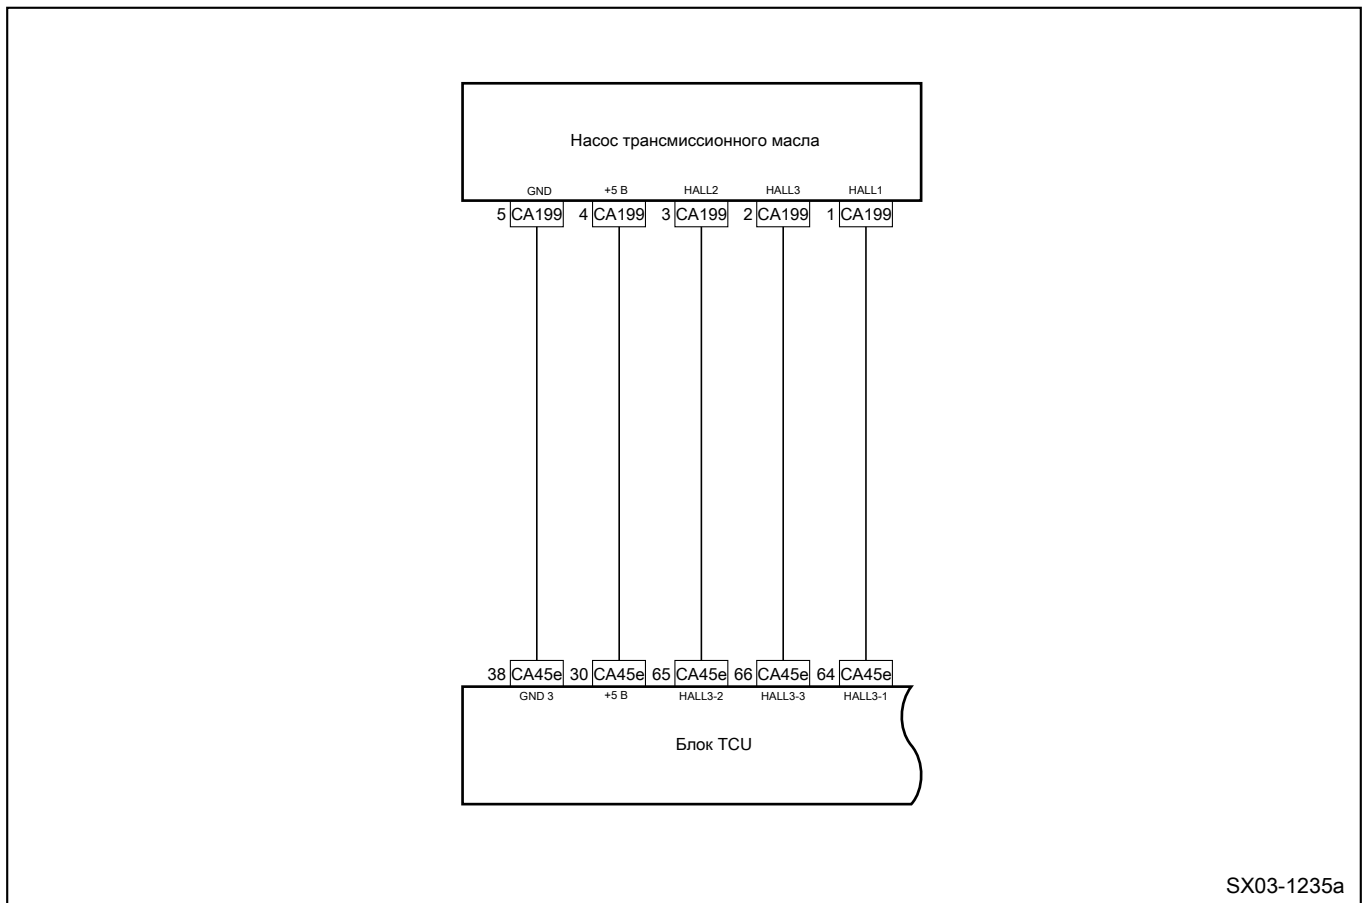 Насос трансмиссионного масла
GND +5 В HALL2 HALL3 HALL1
5 CA199 4 CA199 3 CA199 2 CA199 1 CA199
38 CA45e 30 CA45e 65 CA45e 66 CA45e 64 CA45e
GND 3 +5 В HALL3-2 HALL3-3 HALL3-1
Блок TCU
SX03-1235a